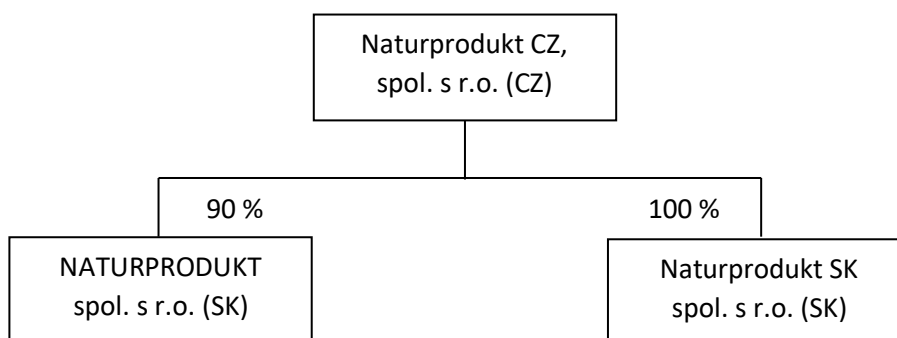 Naturprodukt CZ,
spol. s r.o. (CZ)
90 %
100 %
NATURPRODUKT
spol. s r.o. (SK)
Naturprodukt SK
spol. s r.o. (SK)